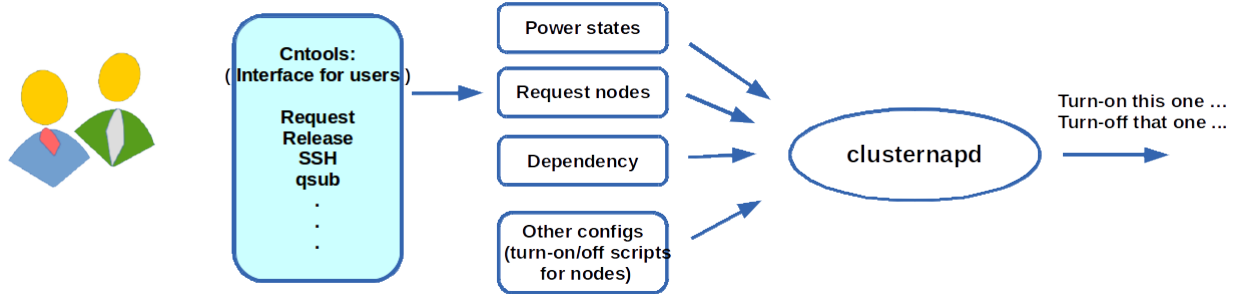 Cntools:
( Interface for users )
Request
Release
SSH
qsub
.
.
.
Power states
Request nodes
Dependency
Other configs
(turn-on/off scripts
for nodes)
clusternapd
Turn-on this one ...
Turn-off that one ...